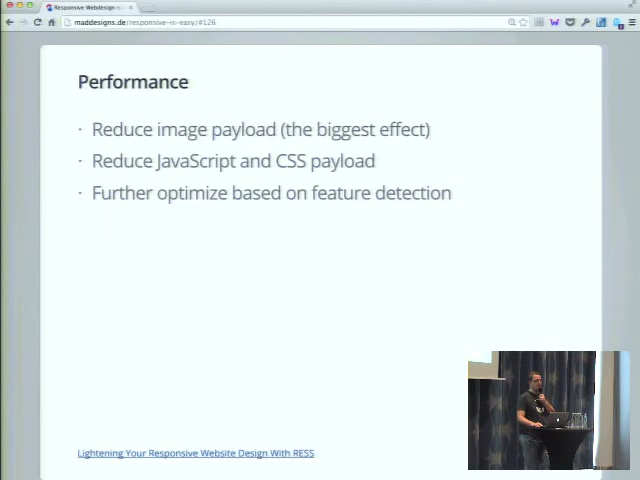 Responsive Webdesign
maddesigns.de/responsive-is-easy/#126
Performance
· Reduce image payload (the biggest effect)
· Reduce JavaScript and CSS payload
· Further optimize based on feature detection
Lightening Your Responsive Website Design With RESS